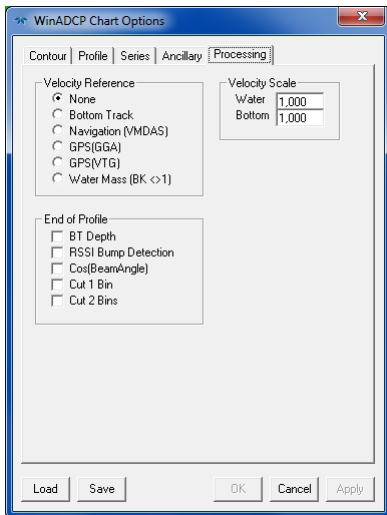 WinADCP Chart Options
Contour Profile Series Ancillary Processing
Velocity Reference
None
Bottom Track
Navigation (VMDAS)
GPS(GGA)
GPS(VTG)
Water Mass (BK <>1)
Velocity Scale
Water 1,000
Bottom 1,000
End of Profile
BT Depth
RSSI Bump Detection
Cos(BeamAngle)
Cut 1 Bin
Cut 2 Bins
Load Save OK Cancel Apply